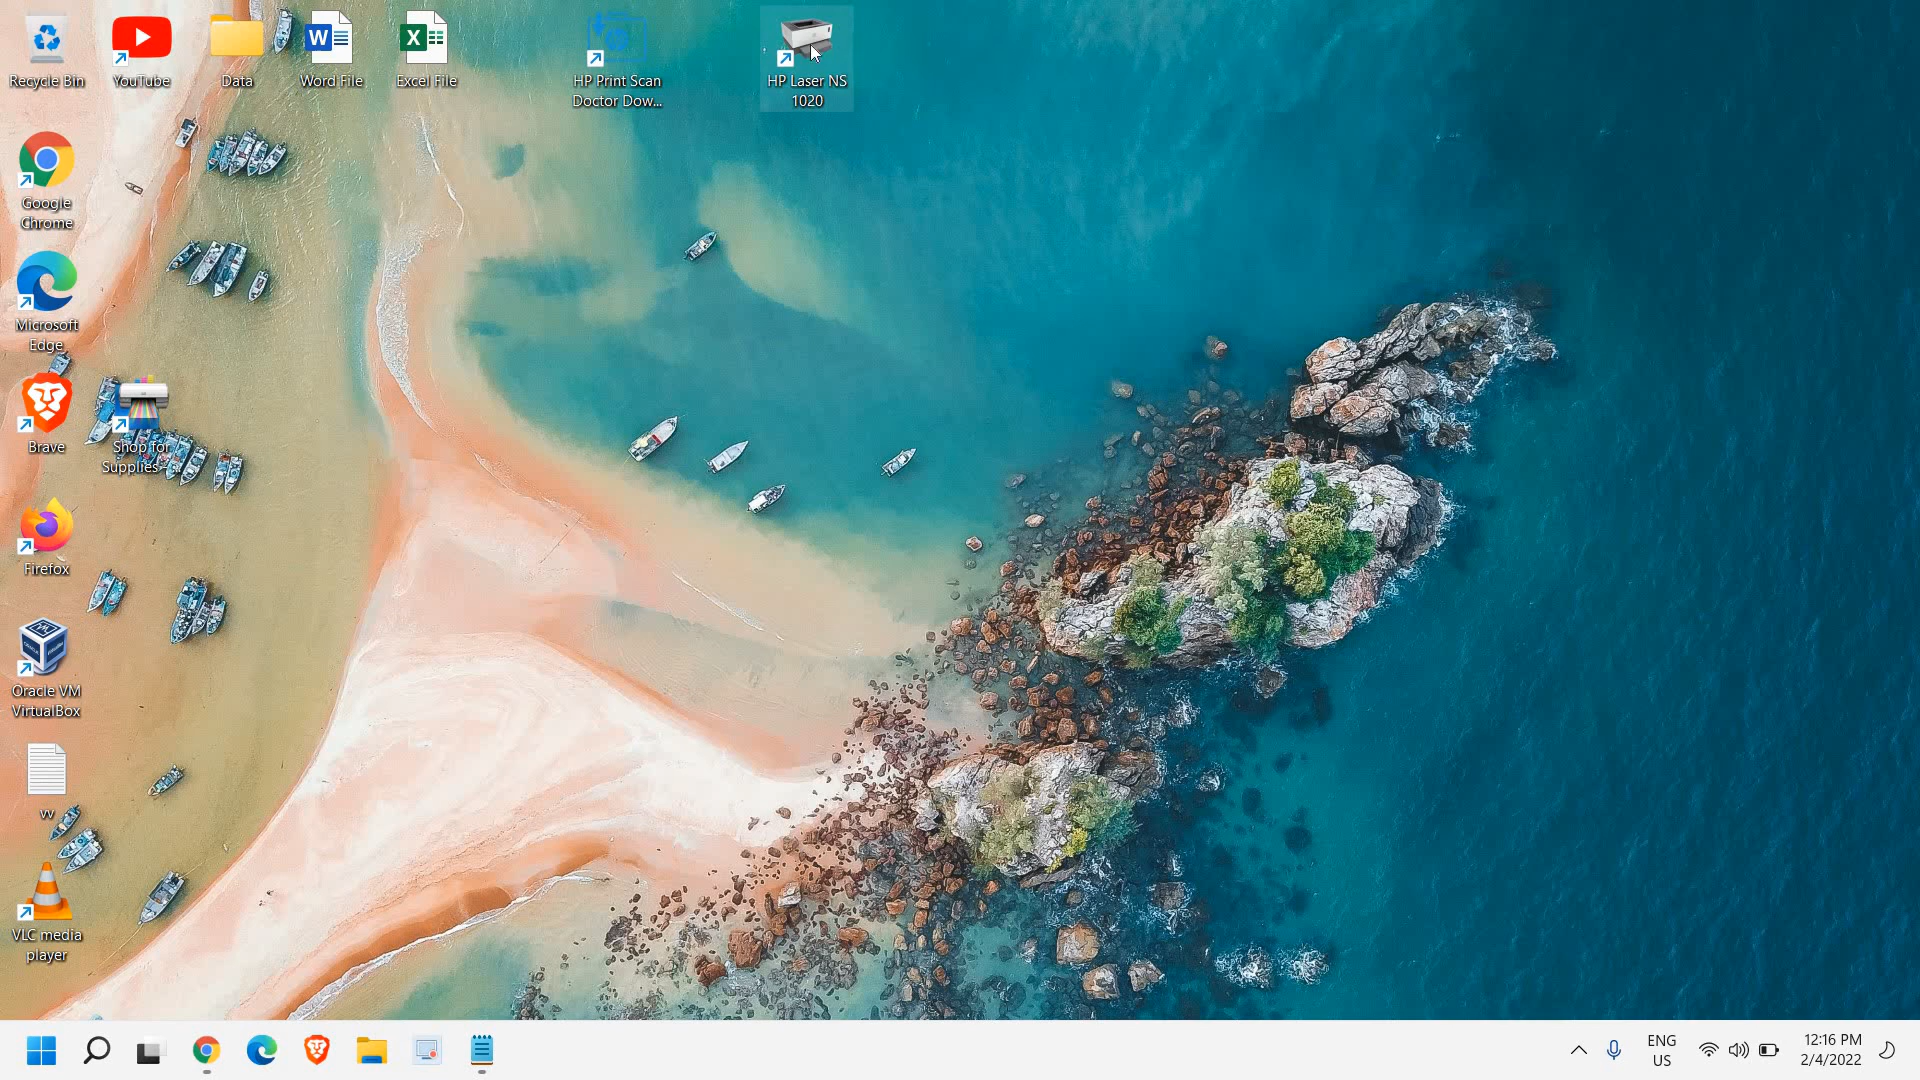 Recycle Bin
YouTube
Data
Word File
Excel File
HP Print Scan
Doctor Dow...
HP Laser NS
1020
Google
Chrome
Microsoft
Edge
Brave
Shop for
Supplies -
Firefox
Oracle VM
VirtualBox
vv
VLC media
player
ENG
US
12:16 PM
2/4/2022